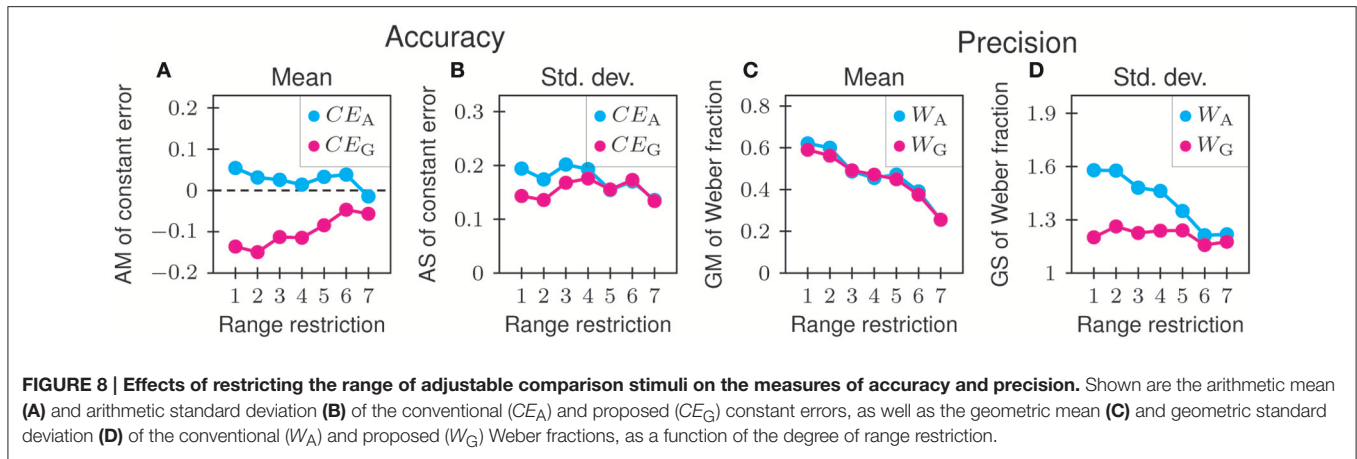 Accuracy
Precision
A
Mean
0.2
0.1
0
−0.1
−0.2
AM of constant error
CE_A
CE_G
1 2 3 4 5 6 7
Range restriction
B
Std. dev.
0.3
0.2
0.1
0
AS of constant error
CE_A
CE_G
1 2 3 4 5 6 7
Range restriction
C
Mean
0.8
0.6
0.4
0.2
0
GM of Weber fraction
W_A
W_G
1 2 3 4 5 6 7
Range restriction
D
Std. dev.
1.9
1.6
1.3
1
GS of Weber fraction
W_A
W_G
1 2 3 4 5 6 7
Range restriction
FIGURE 8 | Effects of restricting the range of adjustable comparison stimuli on the measures of accuracy and precision. Shown are the arithmetic mean
(A) and arithmetic standard deviation (B) of the conventional (CE_A) and proposed (CE_G) constant errors, as well as the geometric mean (C) and geometric standard
deviation (D) of the conventional (W_A) and proposed (W_G) Weber fractions, as a function of the degree of range restriction.